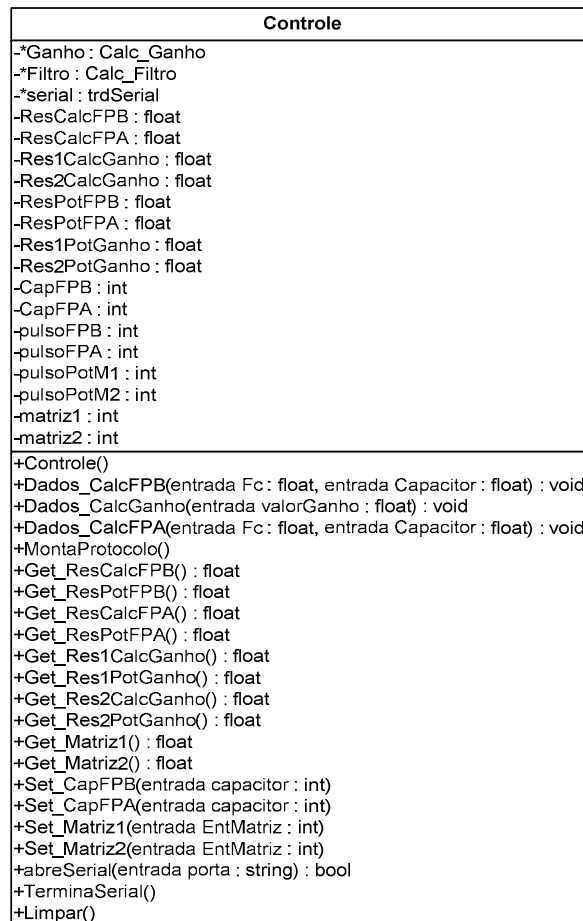 Controle
-*Ganho : Calc_Ganho
-*Filtro : Calc_Filtro
-*serial : trdSerial
-ResCalcFPB : float
-ResCalcFPA : float
-Res1CalcGanho : float
-Res2CalcGanho : float
-ResPotFPB : float
-ResPotFPA : float
-Res1PotGanho : float
-Res2PotGanho : float
-CapFPB : int
-CapFPA : int
-pulsoFPB : int
-pulsoFPA : int
-pulsoPotM1 : int
-pulsoPotM2 : int
-matriz1 : int
-matriz2 : int
+Controle()
+Dados_CalcFPB(entrada Fc : float, entrada Capacitor : float) : void
+Dados_CalcGanho(entrada valorGanho : float) : void
+Dados_CalcFPA(entrada Fc : float, entrada Capacitor : float) : void
+MontaProtocolo()
+Get_ResCalcFPB() : float
+Get_ResPotFPB() : float
+Get_ResCalcFPA() : float
+Get_ResPotFPA() : float
+Get_Res1CalcGanho() : float
+Get_Res1PotGanho() : float
+Get_Res2CalcGanho() : float
+Get_Res2PotGanho() : float
+Get_Matriz1() : float
+Get_Matriz2() : float
+Set_CapFPB(entrada capacitor : int)
+Set_CapFPA(entrada capacitor : int)
+Set_Matriz1(entrada EntMatriz : int)
+Set_Matriz2(entrada EntMatriz : int)
+abreSerial(entrada porta : string) : bool
+TerminaSerial()
+Limpar()